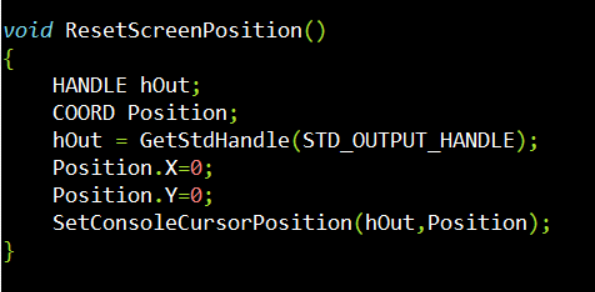 void ResetScreenPosition()
{
    HANDLE hOut;
    COORD Position;
    hOut = GetStdHandle(STD_OUTPUT_HANDLE);
    Position.X=0;
    Position.Y=0;
    SetConsoleCursorPosition(hOut,Position);
}